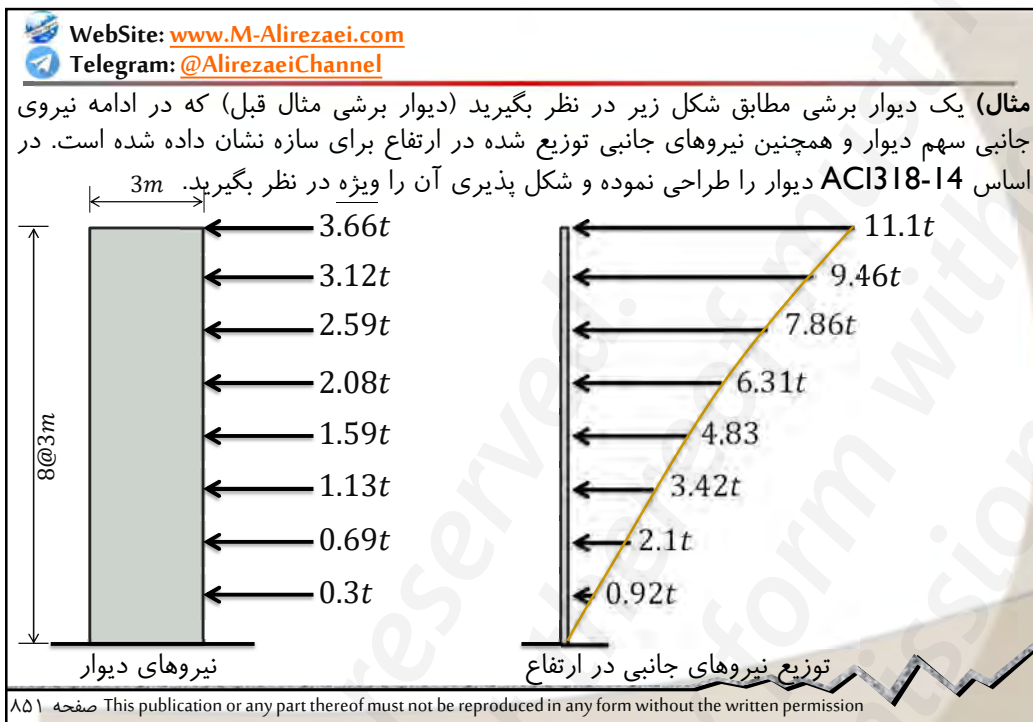 WebSite: www.M-Alirezaei.com
Telegram: @AlirezaeiChannel
مثال) یک دیوار برشی مطابق شکل زیر در نظر بگیرید (دیوار برشی مثال قبل) که در ادامه نیروی
جانبی سهم دیوار و همچنین نیروهای جانبی توزیع شده در ارتفاع برای سازه نشان داده شده است. در
اساس ACI318-14 دیوار را طراحی نموده و شکل پذیری آن را ویژه در نظر بگیرید.
3m
8@3m
3.66t
3.12t
2.59t
2.08t
1.59t
1.13t
0.69t
0.3t
نیروهای دیوار
11.1t
9.46t
7.86t
6.31t
4.83
3.42t
2.1t
0.92t
توزیع نیروهای جانبی در ارتفاع
صفحه ۸۵۱ This publication or any part thereof must not be reproduced in any form without the written permission